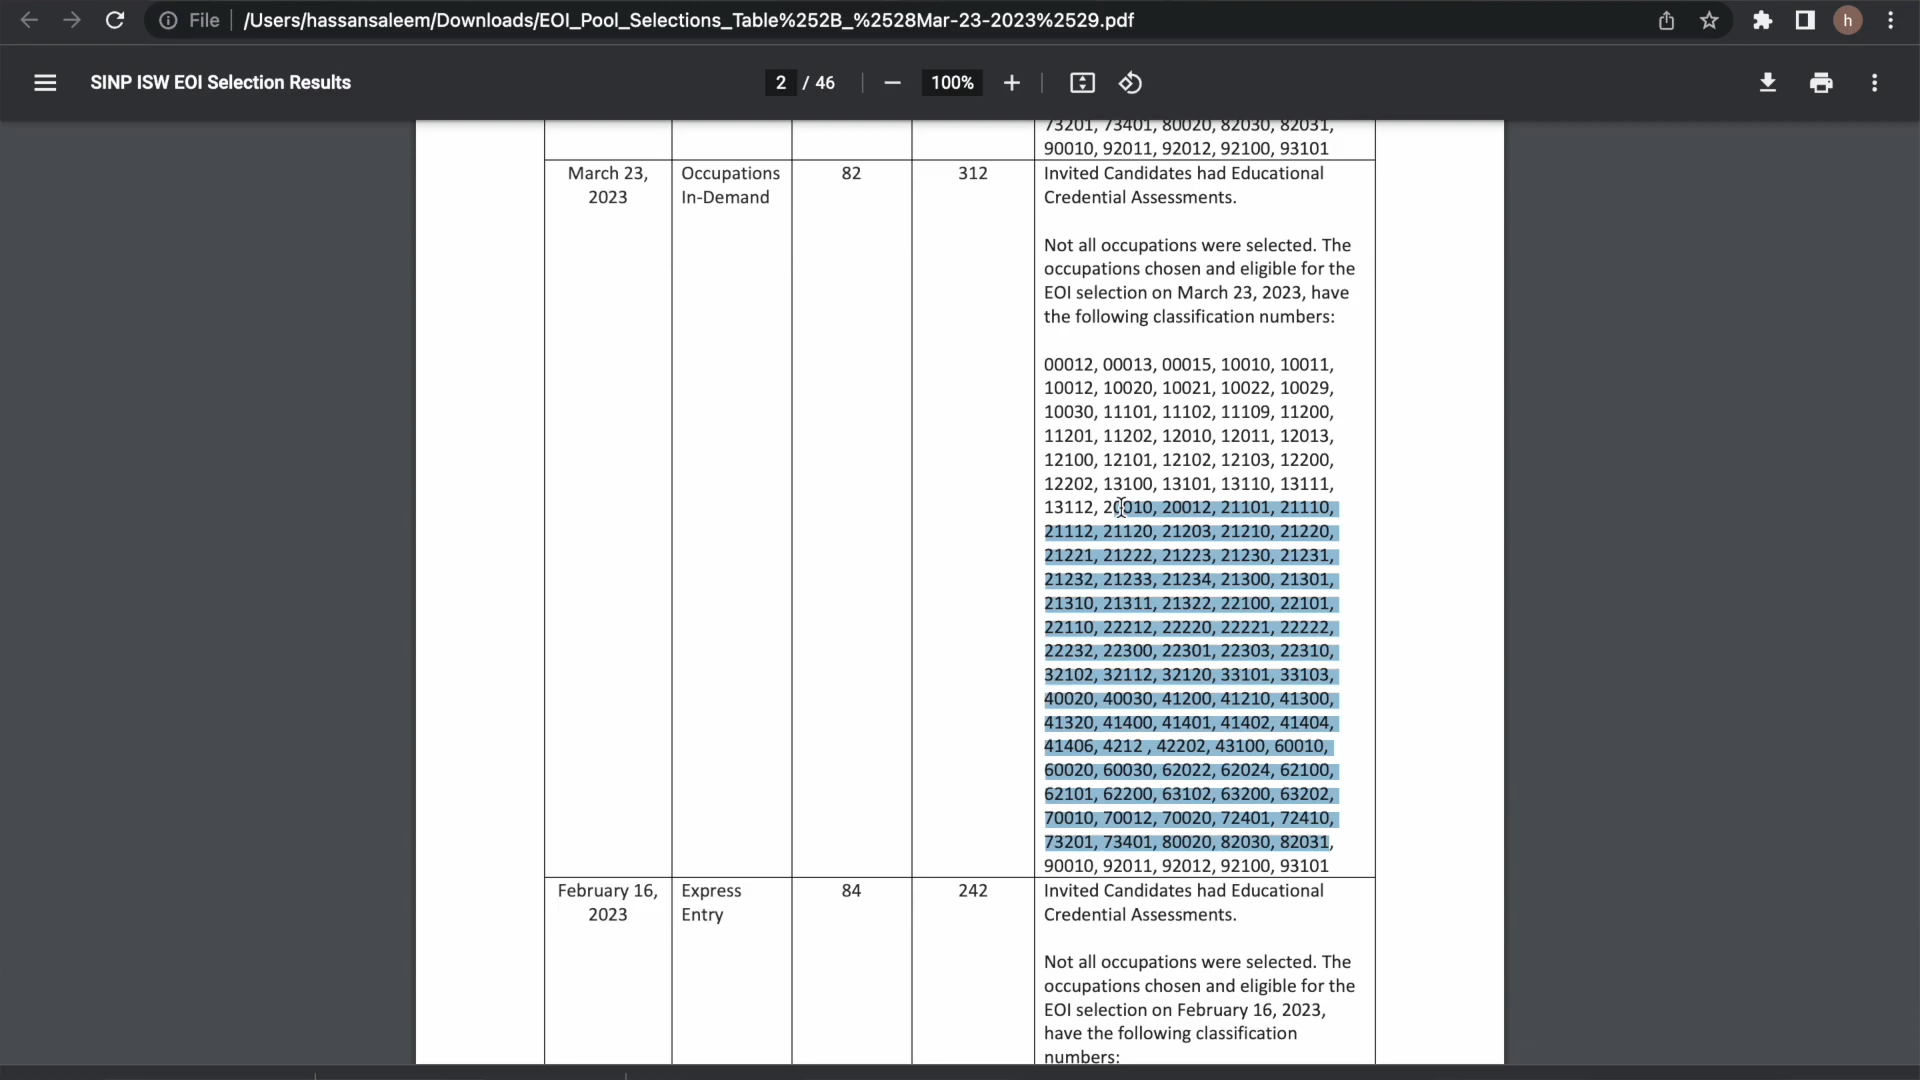 File /Users/hassansaleem/Downloads/EOI_Pool_Selections_Table%252B_%2528Mar-23-2023%2529.pdf
h
SINP ISW EOI Selection Results
2 / 46
100%
73201, 73401, 80020, 82030, 82031,
90010, 92011, 92012, 92100, 93101
March 23,
2023
Occupations
In-Demand
82
312
Invited Candidates had Educational
Credential Assessments.
Not all occupations were selected. The
occupations chosen and eligible for the
EOI selection on March 23, 2023, have
the following classification numbers:
00012, 00013, 00015, 10010, 10011,
10012, 10020, 10021, 10022, 10029,
10030, 11101, 11102, 11109, 11200,
11201, 11202, 12010, 12011, 12013,
12100, 12101, 12102, 12103, 12200,
12202, 13100, 13101, 13110, 13111,
13112, 20010, 20012, 21101, 21110,
21112, 21120, 21203, 21210, 21220,
21221, 21222, 21223, 21230, 21231,
21232, 21233, 21234, 21300, 21301,
21310, 21311, 21322, 22100, 22101,
22110, 22212, 22220, 22221, 22222,
22232, 22300, 22301, 22303, 22310,
32102, 32112, 32120, 33101, 33103,
40020, 40030, 41200, 41210, 41300,
41320, 41400, 41401, 41402, 41404,
41406, 4212 , 42202, 43100, 60010,
60020, 60030, 62022, 62024, 62100,
62101, 62200, 63102, 63200, 63202,
70010, 70012, 70020, 72401, 72410,
73201, 73401, 80020, 82030, 82031,
90010, 92011, 92012, 92100, 93101
February 16,
2023
Express
Entry
84
242
Invited Candidates had Educational
Credential Assessments.
Not all occupations were selected. The
occupations chosen and eligible for the
EOI selection on February 16, 2023,
have the following classification
numbers: